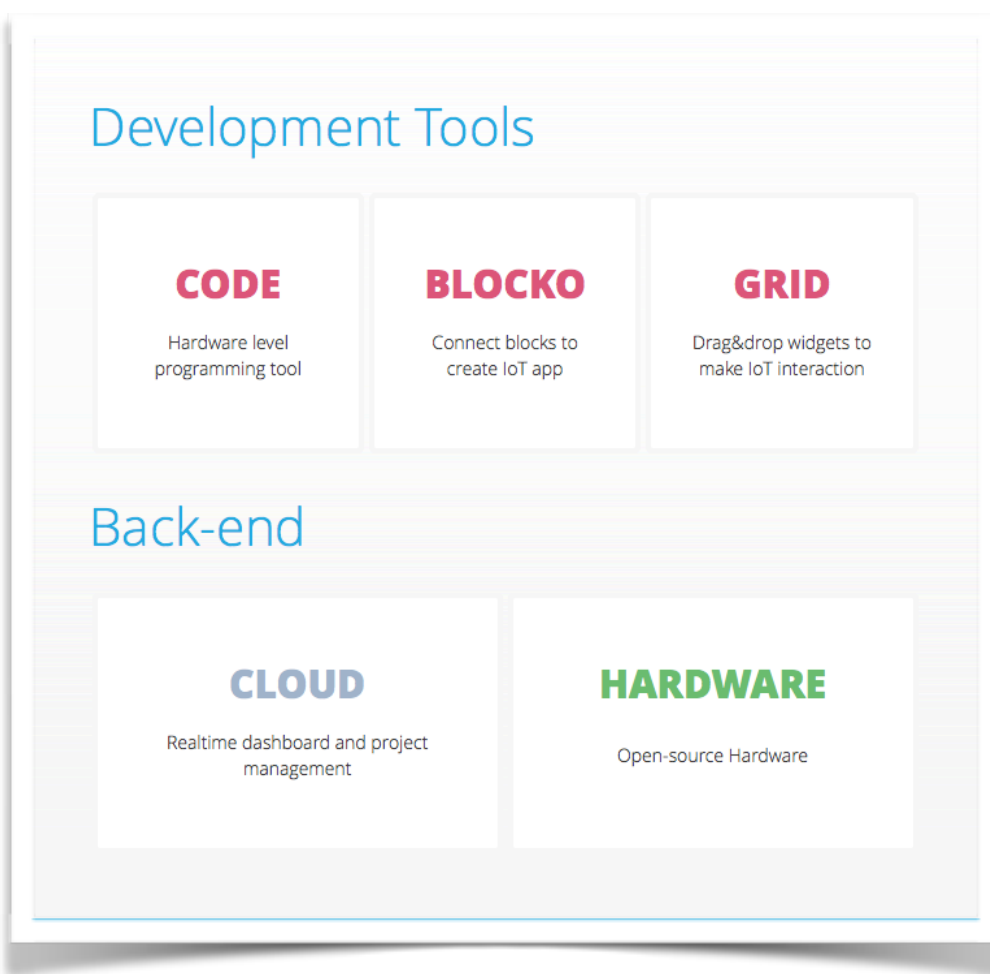 Development Tools
CODE
Hardware level
programming tool
BLOCKO
Connect blocks to
create IoT app
GRID
Drag&drop widgets to
make IoT interaction
Back-end
CLOUD
Realtime dashboard and project
management
HARDWARE
Open-source Hardware